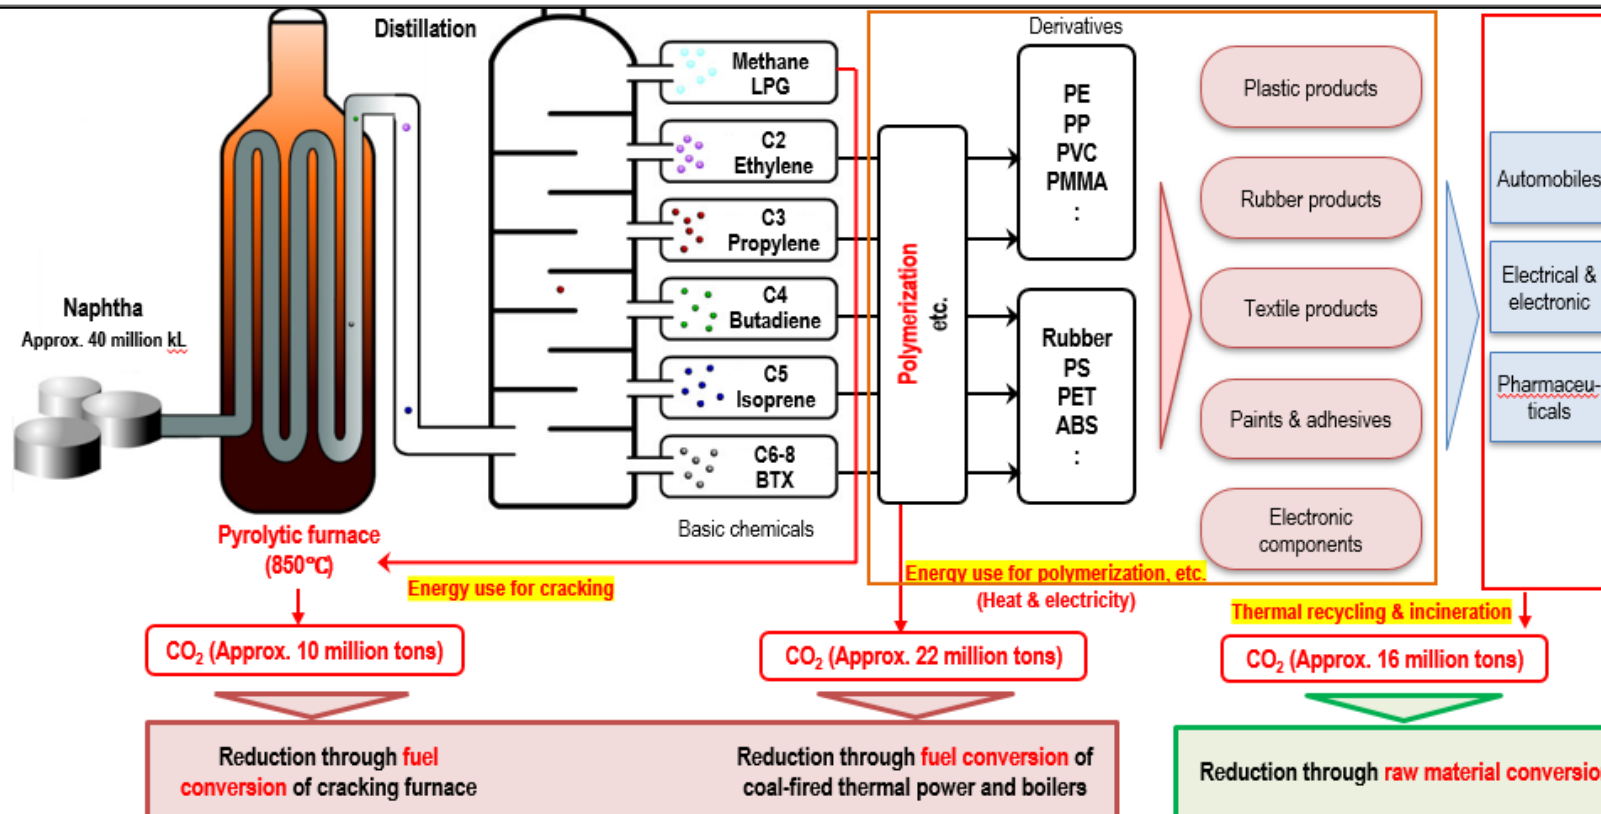 Distillation
Derivatives
Methane
LPG
C2
Ethylene
C3
Propylene
C4
Butadiene
C5
Isoprene
C6-8
BTX
Basic chemicals
Naphtha
Approx. 40 million kL
Pyrolytic furnace
(850℃)
Energy use for cracking
Polymerization
etc.
PE
PP
PVC
PMMA
:
Rubber
PS
PET
ABS
:
Plastic products
Rubber products
Textile products
Paints & adhesives
Electronic
components
Automobiles
Electrical &
electronic
Pharmaceu-
ticals
Energy use for polymerization, etc.
(Heat & electricity)
Thermal recycling & incineration
CO₂ (Approx. 10 million tons)
CO₂ (Approx. 22 million tons)
CO₂ (Approx. 16 million tons)
Reduction through fuel
conversion of cracking furnace
Reduction through fuel conversion of
coal-fired thermal power and boilers
Reduction through raw material conversio